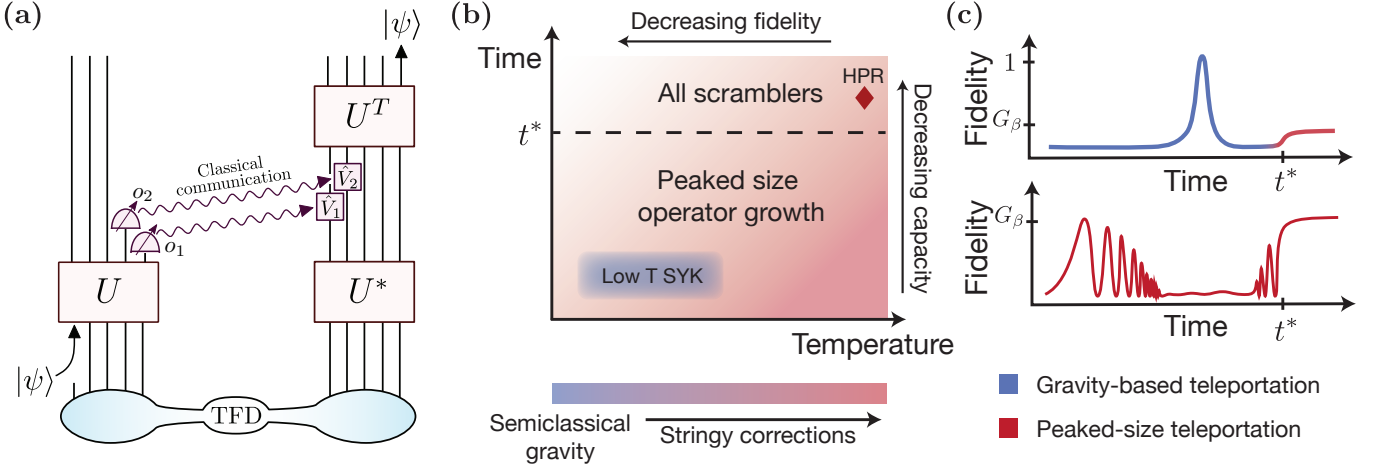 (a)
|ψ⟩
U^T
Classical
communication
V̂₂
V̂₁
o₂
o₁
U
U*
|ψ⟩
TFD
(b)
Decreasing fidelity
Time
HPR
All scramblers
t*
Peaked size
operator growth
Low T SYK
Decreasing capacity
Temperature
Semiclassical
gravity
Stringy corrections
(c)
Fidelity
1
G_β
Time
t*
Fidelity
G_β
Time
t*
Gravity-based teleportation
Peaked-size teleportation